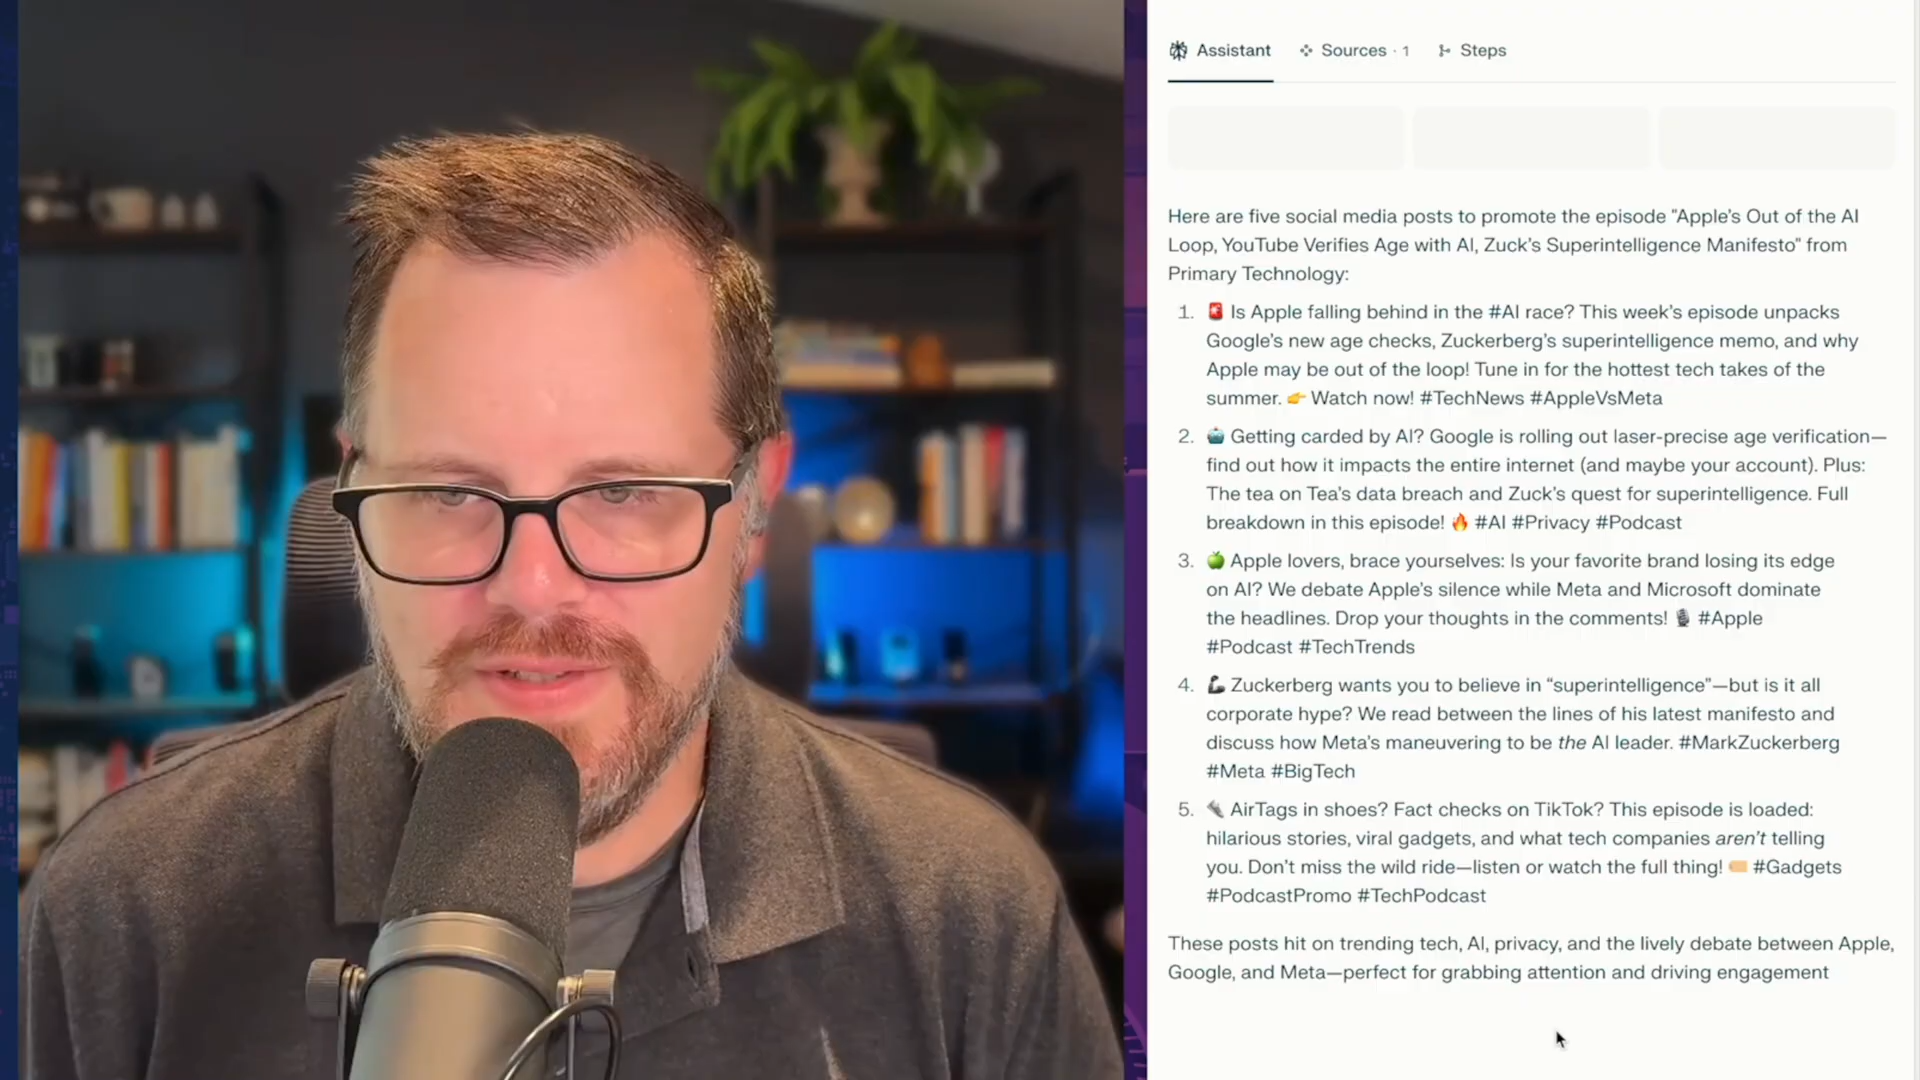 Assistant Sources · 1 Steps
Here are five social media posts to promote the episode "Apple's Out of the AI
Loop, YouTube Verifies Age with AI, Zuck's Superintelligence Manifesto" from
Primary Technology:
1. 🚨 Is Apple falling behind in the #AI race? This week's episode unpacks
Google's new age checks, Zuckerberg's superintelligence memo, and why
Apple may be out of the loop! Tune in for the hottest tech takes of the
summer. 👉 Watch now! #TechNews #AppleVsMeta
2. 🤖 Getting carded by AI? Google is rolling out laser-precise age verification—
find out how it impacts the entire internet (and maybe your account). Plus:
The tea on Tea's data breach and Zuck's quest for superintelligence. Full
breakdown in this episode! 🔥 #AI #Privacy #Podcast
3. 🍏 Apple lovers, brace yourselves: Is your favorite brand losing its edge
on AI? We debate Apple's silence while Meta and Microsoft dominate
the headlines. Drop your thoughts in the comments! 🎙️ #Apple
#Podcast #TechTrends
4. 🦾 Zuckerberg wants you to believe in “superintelligence”—but is it all
corporate hype? We read between the lines of his latest manifesto and
discuss how Meta's maneuvering to be the AI leader. #MarkZuckerberg
#Meta #BigTech
5. 👟 AirTags in shoes? Fact checks on TikTok? This episode is loaded:
hilarious stories, viral gadgets, and what tech companies aren't telling
you. Don't miss the wild ride—listen or watch the full thing! 🏷️ #Gadgets
#PodcastPromo #TechPodcast
These posts hit on trending tech, AI, privacy, and the lively debate between Apple,
Google, and Meta—perfect for grabbing attention and driving engagement